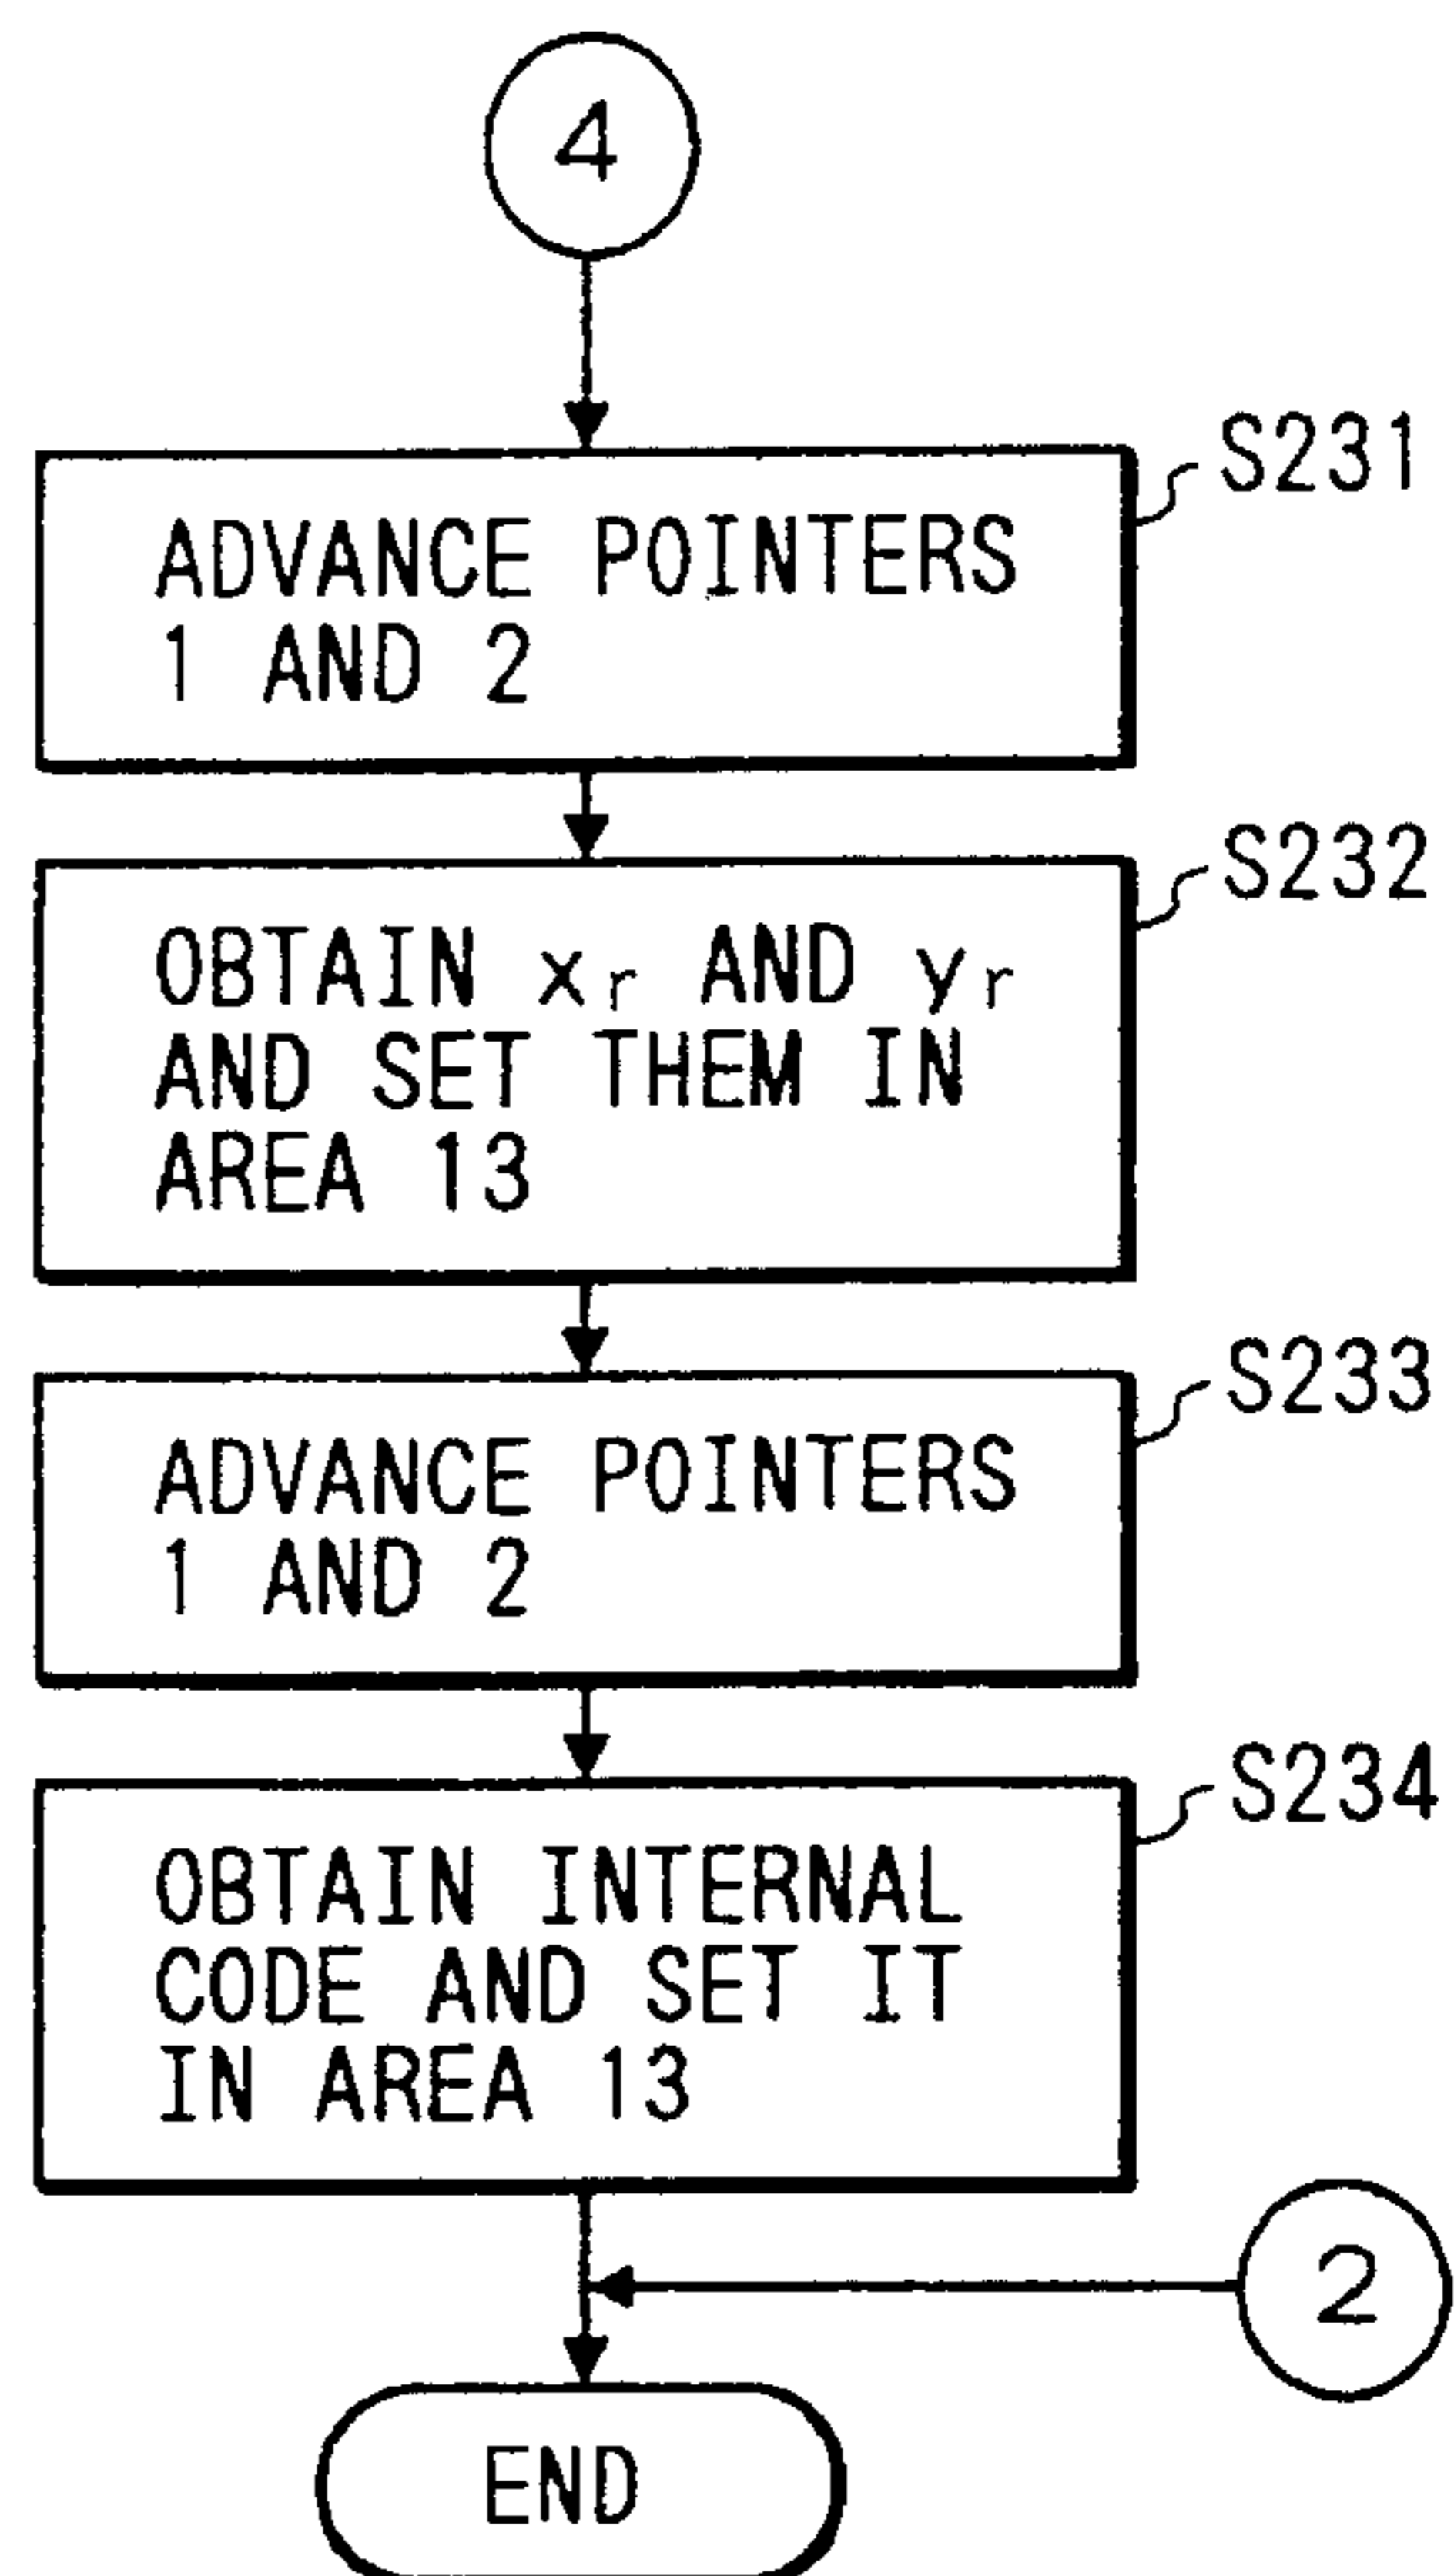 4
S231
ADVANCE POINTERS
1 AND 2
S232
OBTAIN xr AND yr
AND SET THEM IN
AREA 13
S233
ADVANCE POINTERS
1 AND 2
S234
OBTAIN INTERNAL
CODE AND SET IT
IN AREA 13
2
END